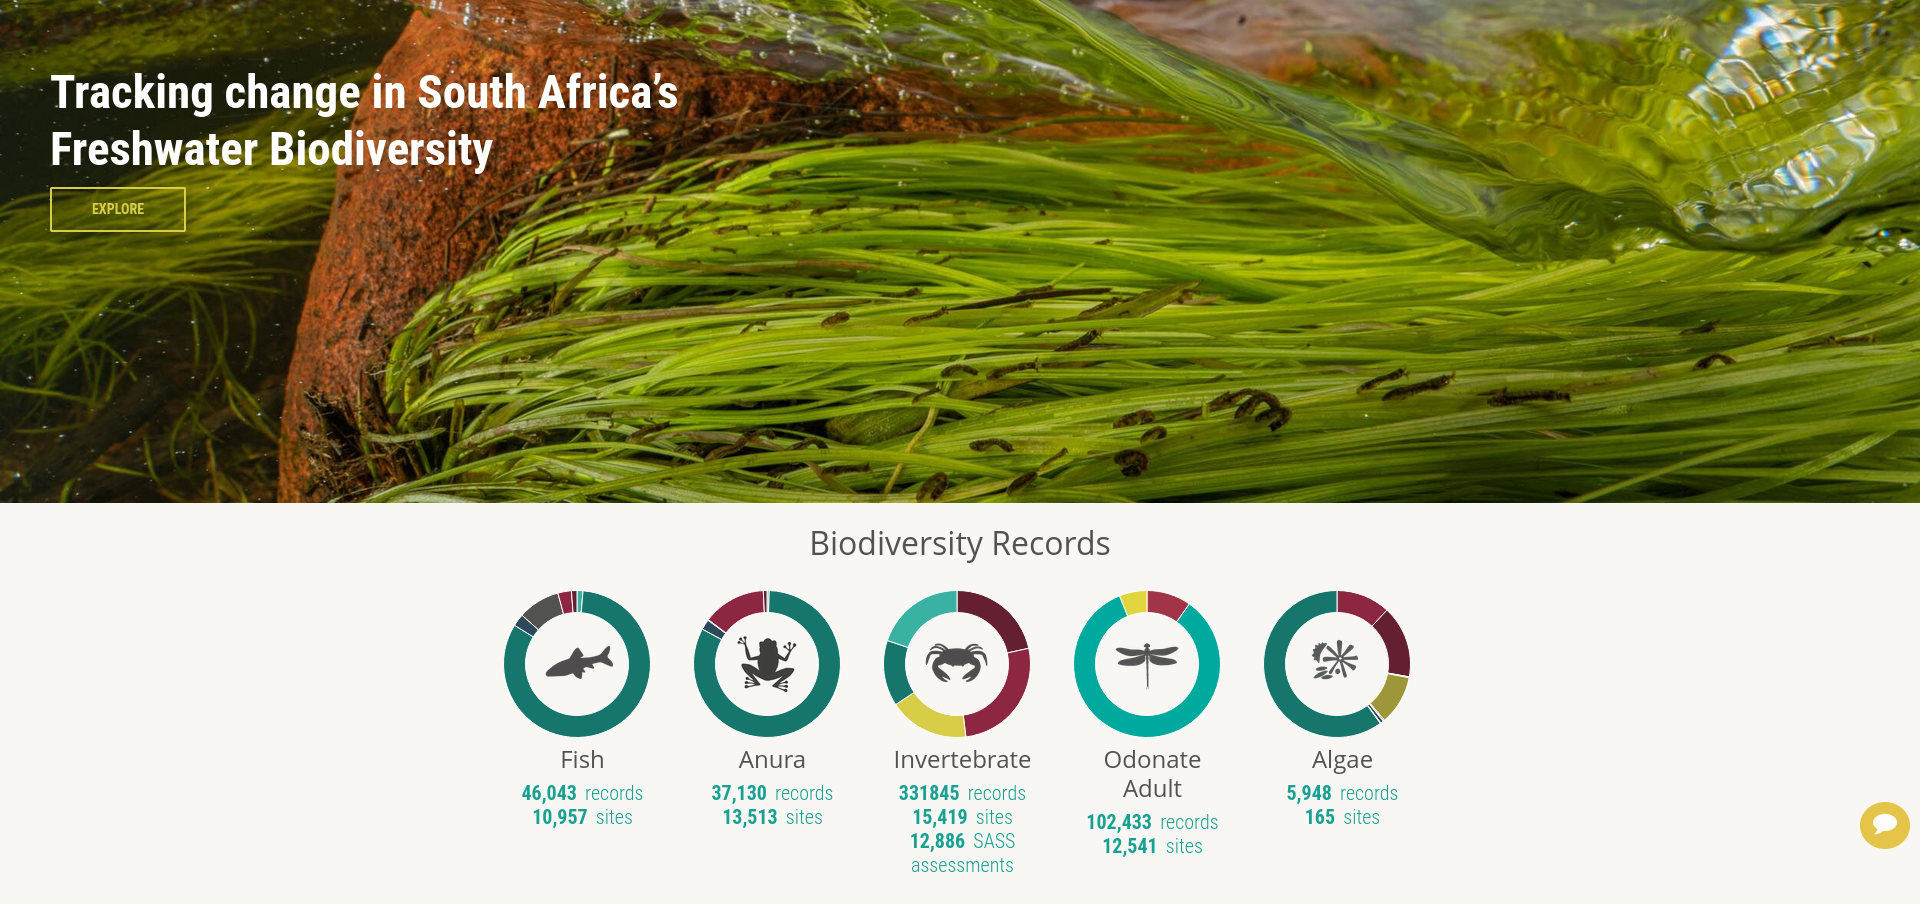 Tracking change in South Africa’s
Freshwater Biodiversity
EXPLORE
Biodiversity Records
Fish
46,043 records
10,957 sites
Anura
37,130 records
13,513 sites
Invertebrate
331845 records
15,419 sites
12,886 SASS
assessments
Odonate
Adult
102,433 records
12,541 sites
Algae
5,948 records
165 sites